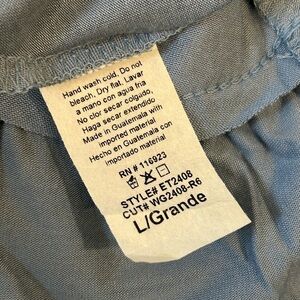 Hand wash cold. Do not
bleach. Dry flat. Lavar
a mano con agua fria
No clor secar colgado,
Haga secar extendido
Made in Guatemala with
imported material
Hecho en Guatemala con
importado material
RN # 116923
STYLE# ET2408
CUT# WG2408-R6
L/Grande